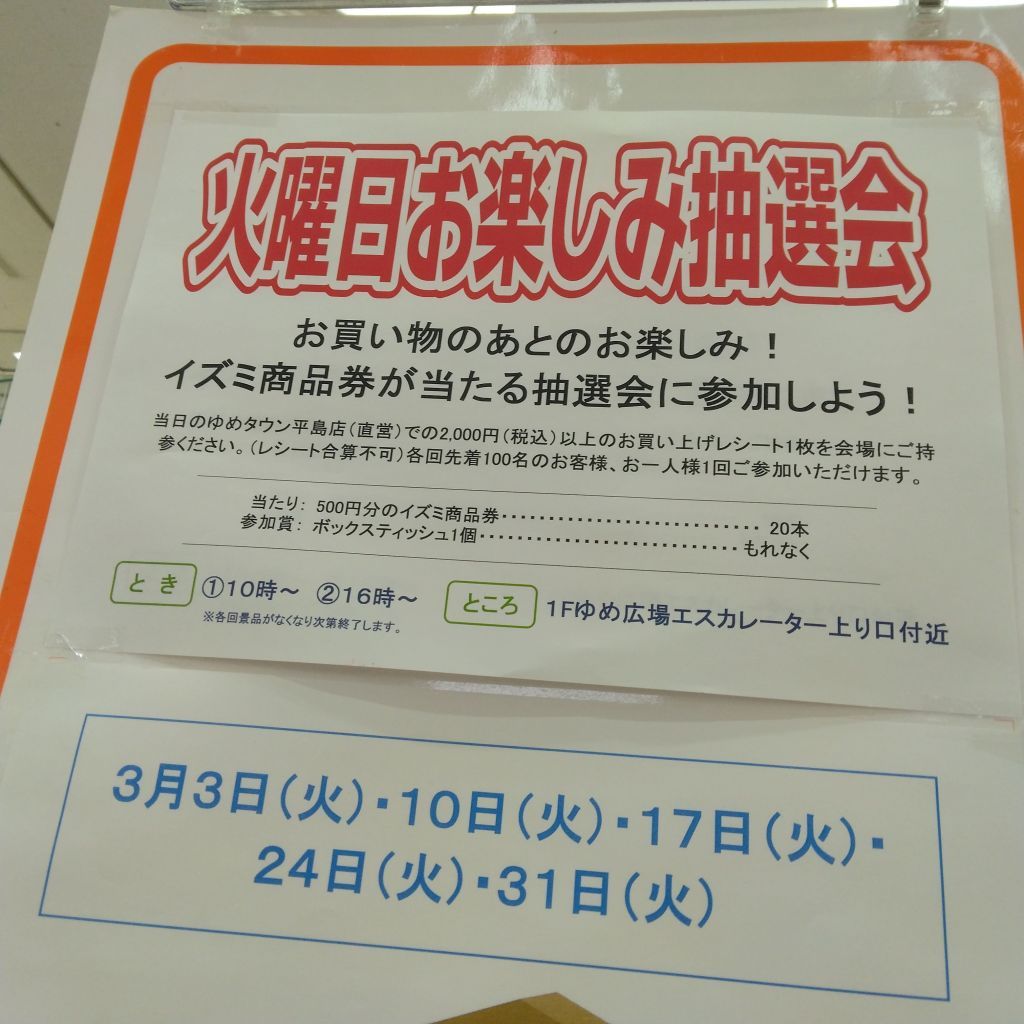 火曜日お楽しみ抽選会
お買い物のあとのお楽しみ！
イズミ商品券が当たる抽選会に参加しよう！
当日のゆめタウン平島店（直営）での2,000円（税込）以上のお買い上げレシート1枚を会場にご持
参ください。（レシート合算不可）各回先着100名のお客様、お一人様1回ご参加いただけます。
当たり： 500円分のイズミ商品券･････････････････････････ 20本
参加賞： ボックスティッシュ1個･････････････････････････ もれなく
とき ①10時～ ②16時～ ところ 1Fゆめ広場エスカレーター上り口付近
※各回景品がなくなり次第終了します。
3月3日（火）・10日（火）・17日（火）・
24日（火）・31日（火）